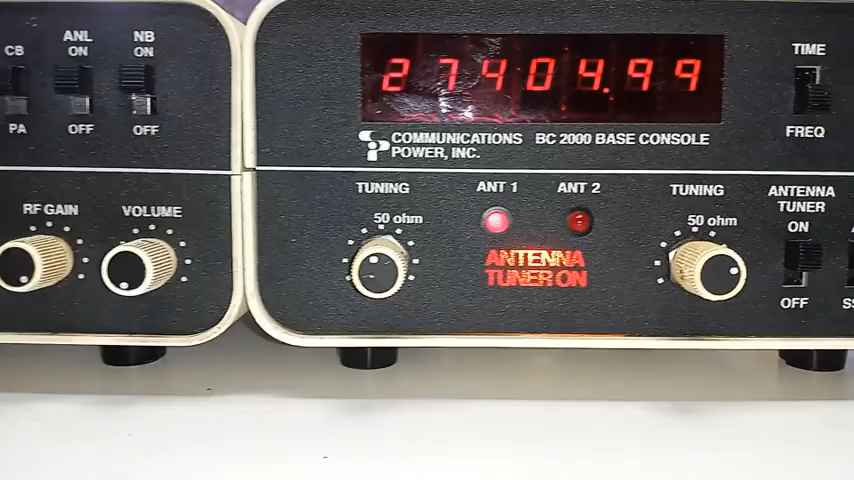 CB
ANL
ON
NB
ON
PA
OFF
OFF
RF GAIN
VOLUME
27404.99
TIME
FREQ
CP
COMMUNICATIONS
POWER, INC.
BC 2000 BASE CONSOLE
TUNING
50 ohm
ANT 1
ANT 2
ANTENNA
TUNER ON
TUNING
50 ohm
ANTENNA
TUNER
ON
OFF